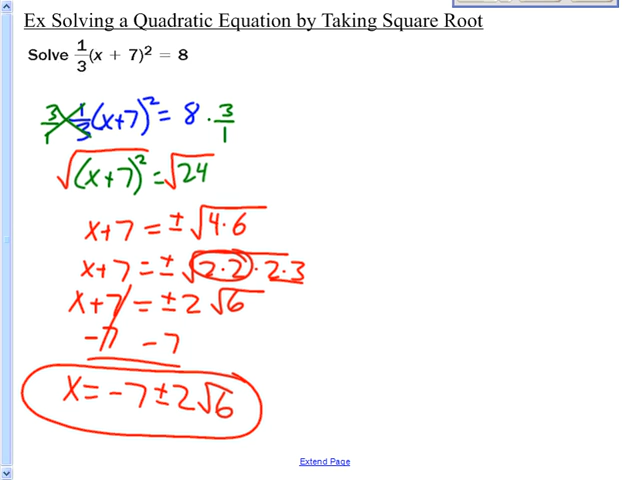 Ex Solving a Quadratic Equation by Taking Square Root
Solve 1/3(x + 7)² = 8
3/1 · 1/3(x+7)² = 8 · 3/1
√(x+7)² = √24
x+7 = ±√4·6
x+7 = ±√2·2·2·3
x+7 = ±2√6
-7 -7
x = -7±2√6
Extend Page